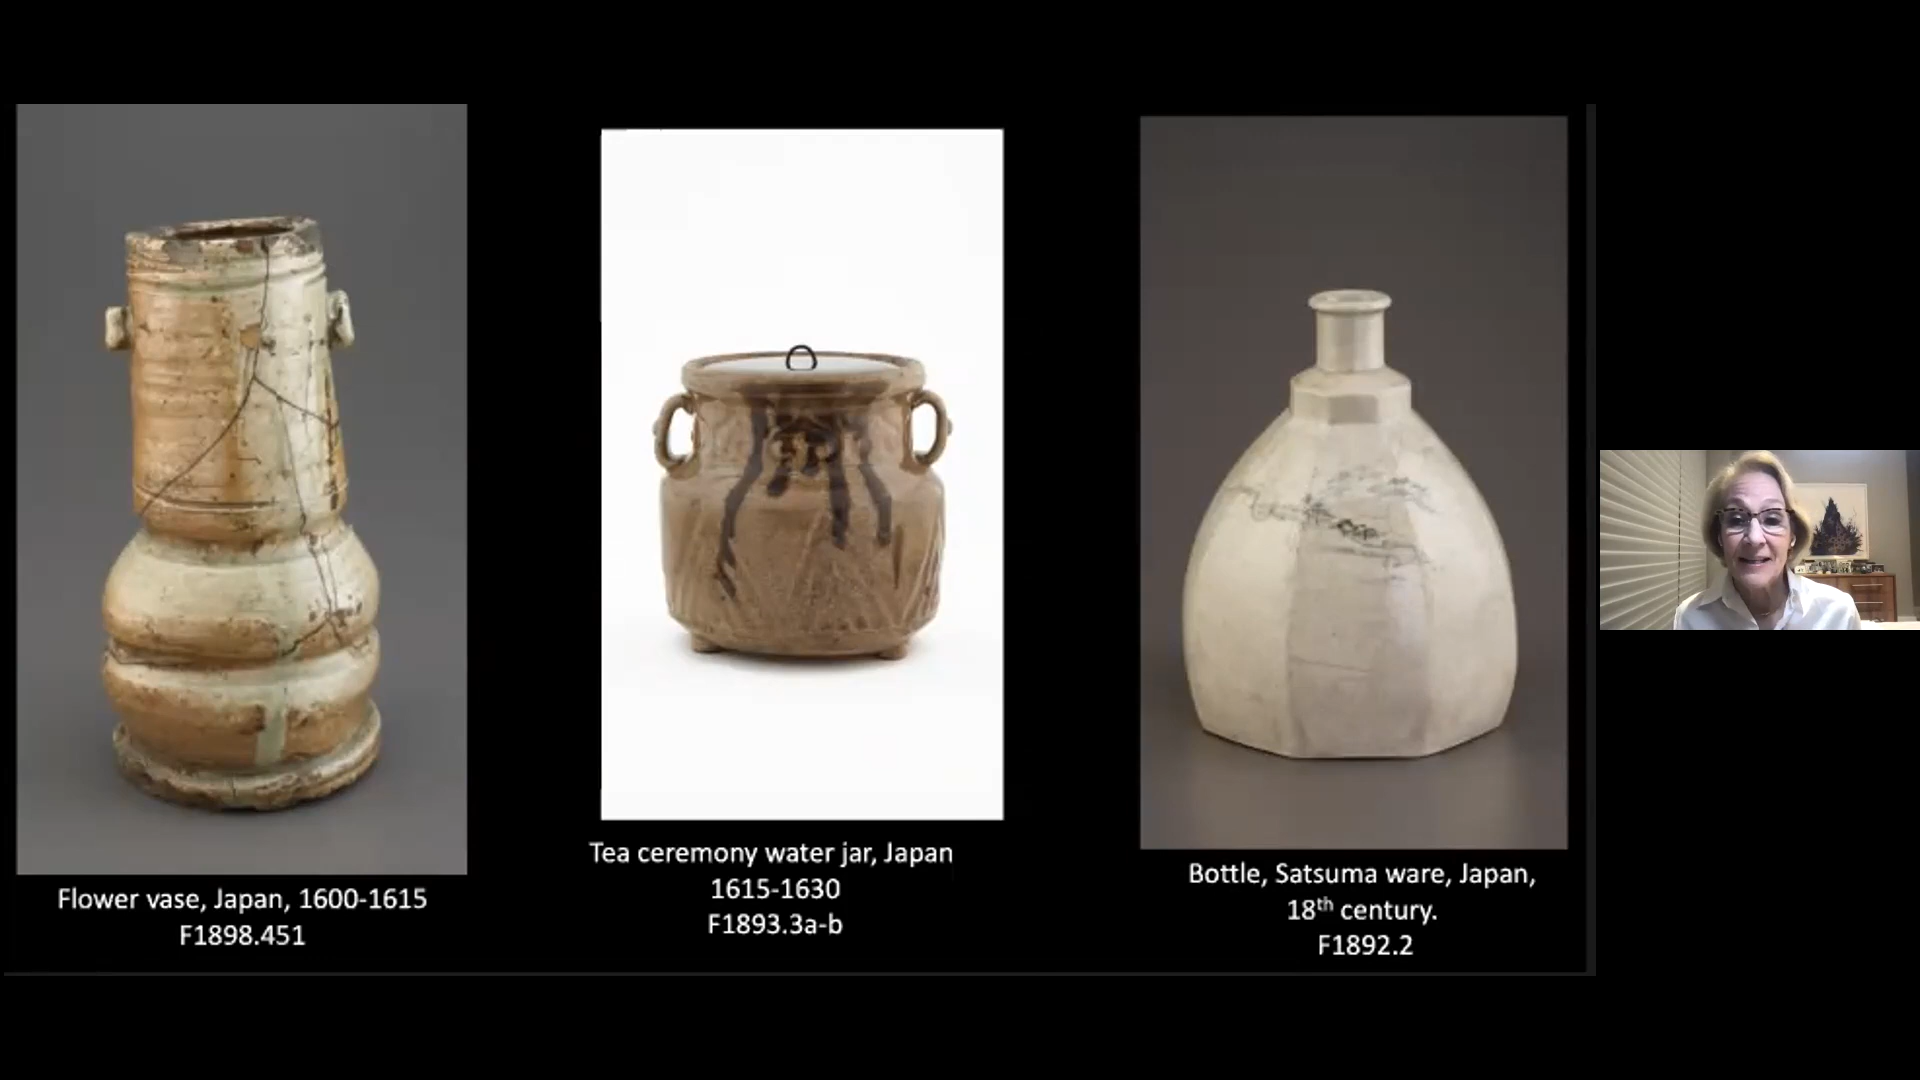 Flower vase, Japan, 1600-1615
F1898.451
Tea ceremony water jar, Japan
1615-1630
F1893.3a-b
Bottle, Satsuma ware, Japan,
18th century.
F1892.2